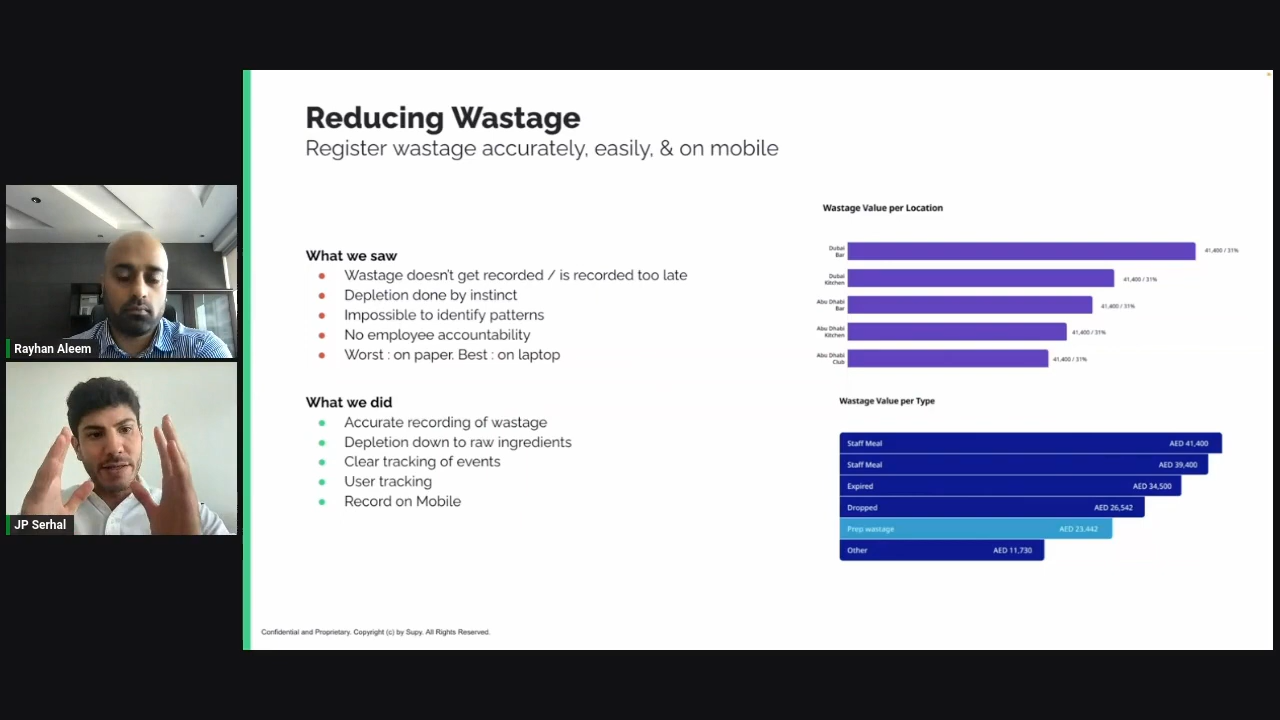 Reducing Wastage
Register wastage accurately, easily, & on mobile
What we saw
Wastage doesn't get recorded / is recorded too late
Depletion done by instinct
Impossible to identify patterns
No employee accountability
Worst : on paper. Best : on laptop
What we did
Accurate recording of wastage
Depletion down to raw ingredients
Clear tracking of events
User tracking
Record on Mobile
Wastage Value per Location
Dubai
Bar
41,400 / 31%
Dubai
Kitchen
41,400 / 31%
Abu Dhabi
Bar
41,400 / 31%
Abu Dhabi
Kitchen
41,400 / 31%
Abu Dhabi
Club
41,400 / 31%
Wastage Value per Type
Staff Meal AED 41,400
Staff Meal AED 39,400
Expired AED 34,500
Dropped AED 26,542
Prep wastage AED 23,442
Other AED 11,730
Confidential and Proprietary. Copyright (c) by Supy. All Rights Reserved.
Rayhan Aleem
JP Serhal